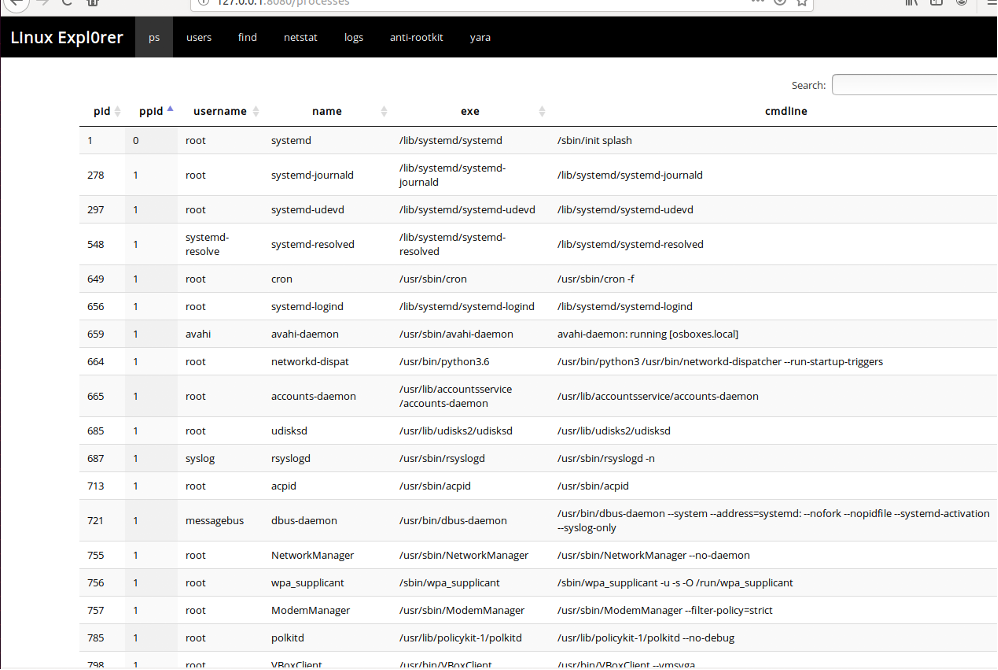 127.0.0.1:8080/processes
Linux Expl0rer ps users find netstat logs anti-rootkit yara
Search:
pid ppid username name exe cmdline
1 0 root systemd /lib/systemd/systemd /sbin/init splash
278 1 root systemd-journald /lib/systemd/systemd-
journald /lib/systemd/systemd-journald
297 1 root systemd-udevd /lib/systemd/systemd-udevd /lib/systemd/systemd-udevd
548 1 systemd-
resolve systemd-resolved /lib/systemd/systemd-
resolved /lib/systemd/systemd-resolved
649 1 root cron /usr/sbin/cron /usr/sbin/cron -f
656 1 root systemd-logind /lib/systemd/systemd-logind /lib/systemd/systemd-logind
659 1 avahi avahi-daemon /usr/sbin/avahi-daemon avahi-daemon: running [osboxes.local]
664 1 root networkd-dispat /usr/bin/python3.6 /usr/bin/python3 /usr/bin/networkd-dispatcher --run-startup-triggers
665 1 root accounts-daemon /usr/lib/accountsservice
/accounts-daemon /usr/lib/accountsservice/accounts-daemon
685 1 root udisksd /usr/lib/udisks2/udisksd /usr/lib/udisks2/udisksd
687 1 syslog rsyslogd /usr/sbin/rsyslogd /usr/sbin/rsyslogd -n
713 1 root acpid /usr/sbin/acpid /usr/sbin/acpid
721 1 messagebus dbus-daemon /usr/bin/dbus-daemon /usr/bin/dbus-daemon --system --address=systemd: --nofork --nopidfile --systemd-activation
--syslog-only
755 1 root NetworkManager /usr/sbin/NetworkManager /usr/sbin/NetworkManager --no-daemon
756 1 root wpa_supplicant /sbin/wpa_supplicant /sbin/wpa_supplicant -u -s -O /run/wpa_supplicant
757 1 root ModemManager /usr/sbin/ModemManager /usr/sbin/ModemManager --filter-policy=strict
785 1 root polkitd /usr/lib/policykit-1/polkitd /usr/lib/policykit-1/polkitd --no-debug
798 1 root VBoxClient /usr/bin/VBoxClient /usr/bin/VBoxClient --vmsvga